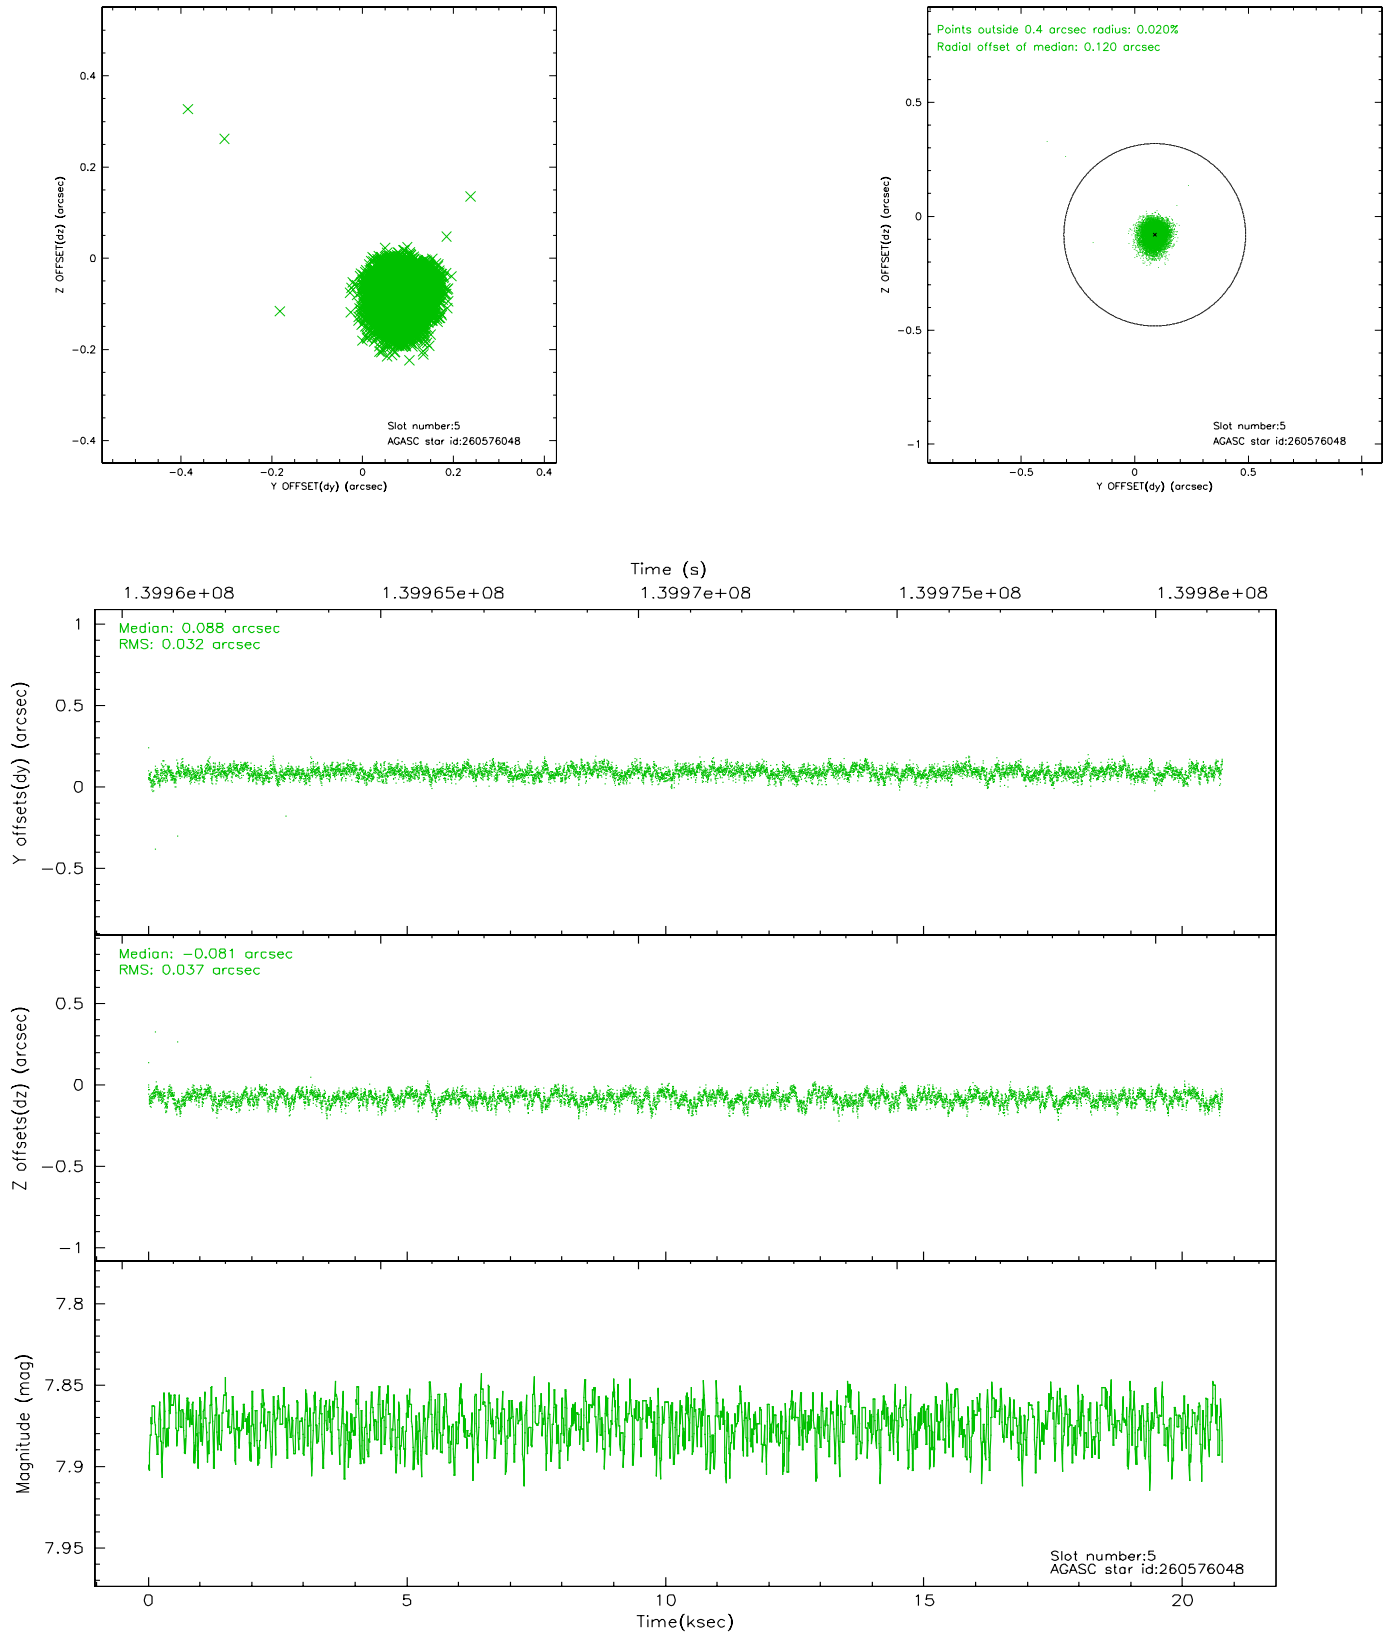 0.4
0.2
0
−0.2
−0.4
Z OFFSET(dz) (arcsec)
Slot number:5
AGASC star id:260576048
−0.4 −0.2 0 0.2 0.4
Y OFFSET(dy) (arcsec)
Points outside 0.4 arcsec radius: 0.020%
Radial offset of median: 0.120 arcsec
0.5
0
−0.5
−1
Z OFFSET(dz) (arcsec)
Slot number:5
AGASC star id:260576048
−0.5 0 0.5 1
Y OFFSET(dy) (arcsec)
Time (s)
1.3996e+08 1.39965e+08 1.3997e+08 1.39975e+08 1.3998e+08
Median: 0.088 arcsec
RMS: 0.032 arcsec
1
0.5
0
−0.5
Y offsets(dy) (arcsec)
Median: −0.081 arcsec
RMS: 0.037 arcsec
0.5
0
−0.5
−1
Z offsets(dz) (arcsec)
7.8
7.85
7.9
7.95
Magnitude (mag)
Slot number:5
AGASC star id:260576048
0 5 10 15 20
Time(ksec)